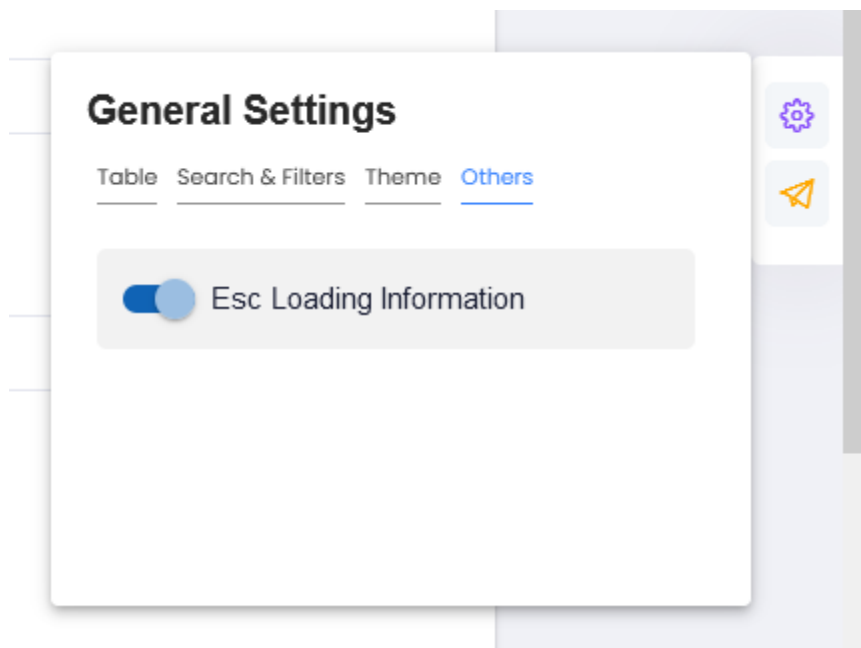 General Settings
Table Search & Filters Theme Others
Esc Loading Information